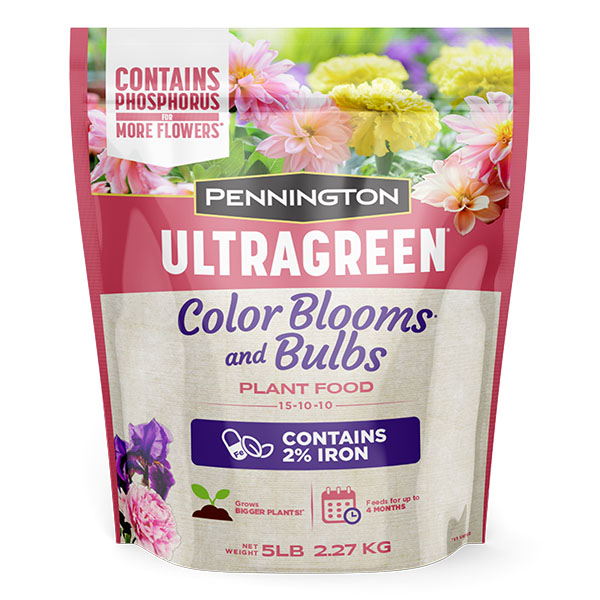 CONTAINS
PHOSPHORUS
FOR
MORE FLOWERS*
PENNINGTON
ULTRAGREEN®
Color Blooms
and Bulbs
PLANT FOOD
15-10-10
Fe
CONTAINS
2% IRON
Grows
BIGGER PLANTS!*
Feeds for up to
4 MONTHS
NET
WEIGHT 5LB 2.27 KG